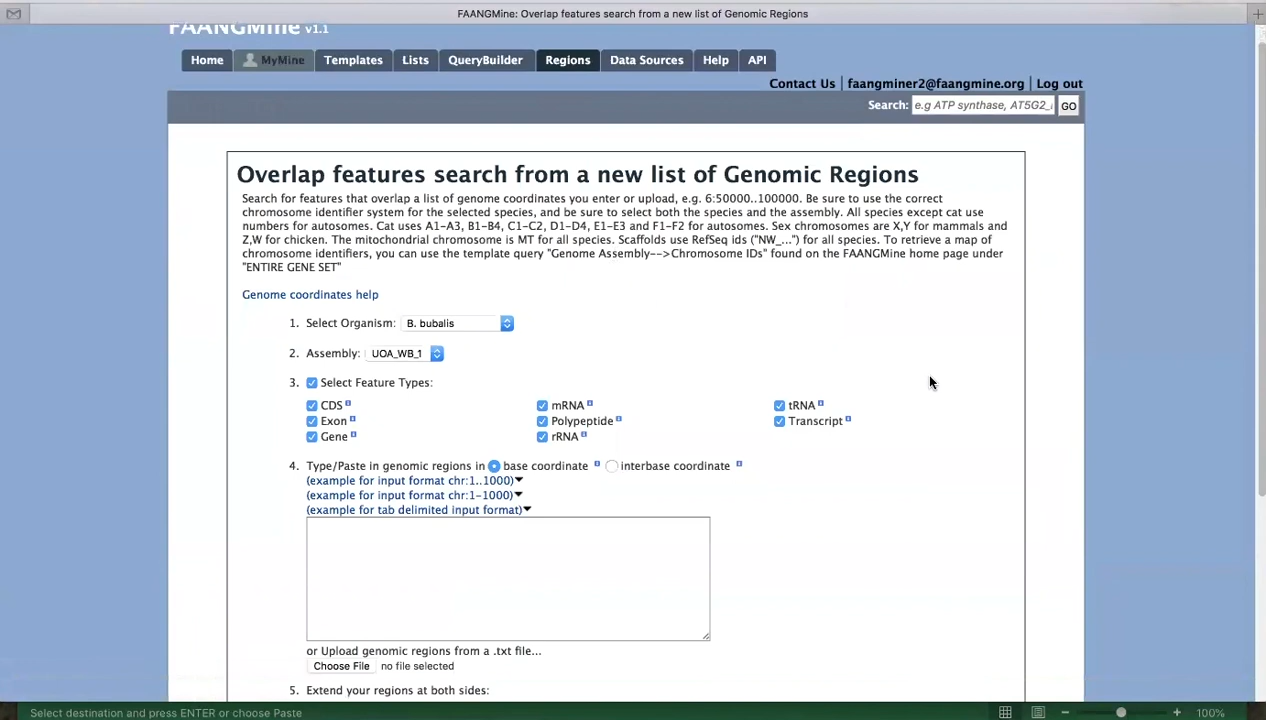 FAANGMine: Overlap features search from a new list of Genomic Regions
FAANGMine v1.1
Home MyMine Templates Lists QueryBuilder Regions Data Sources Help API
Contact Us | faangminer2@faangmine.org | Log out
Search: e.g ATP synthase, AT5G2_ GO
Overlap features search from a new list of Genomic Regions
Search for features that overlap a list of genome coordinates you enter or upload, e.g. 6:50000..100000. Be sure to use the correct
chromosome identifier system for the selected species, and be sure to select both the species and the assembly. All species except cat use
numbers for autosomes. Cat uses A1-A3, B1-B4, C1-C2, D1-D4, E1-E3 and F1-F2 for autosomes. Sex chromosomes are X,Y for mammals and
Z,W for chicken. The mitochondrial chromosome is MT for all species. Scaffolds use RefSeq ids ("NW_...") for all species. To retrieve a map of
chromosome identifiers, you can use the template query "Genome Assembly-->Chromosome IDs" found on the FAANGMine home page under
"ENTIRE GENE SET"
Genome coordinates help
1. Select Organism: B. bubalis
2. Assembly: UOA_WB_1
3. Select Feature Types:
CDS mRNA tRNA
Exon Polypeptide Transcript
Gene rRNA
4. Type/Paste in genomic regions in base coordinate interbase coordinate
(example for input format chr:1..1000)
(example for input format chr:1-1000)
(example for tab delimited input format)
or Upload genomic regions from a .txt file...
Choose File no file selected
5. Extend your regions at both sides:
Select destination and press ENTER or choose Paste 100%